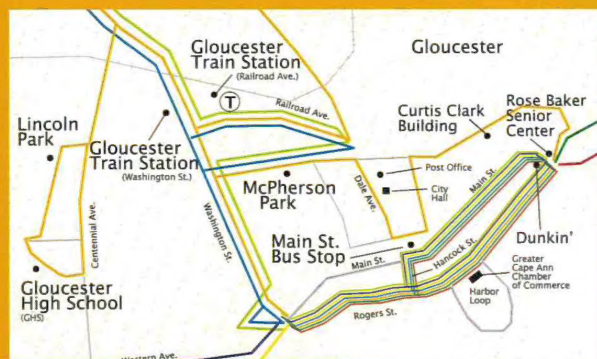 Gloucester
Train Station
(Railroad Ave.)
T
Railroad Ave.
Gloucester
Lincoln
Park
Gloucester
Train Station
(Washington St.)
Curtis Clark
Building
Rose Baker
Senior
Center
Post Office
City
Hall
McPherson
Park
Dale Ave.
Main St.
Centennial Ave.
Washington St.
Main St.
Bus Stop
Main St.
Hancock St.
Dunkin'
Gloucester
High School
(GHS)
Greater
Cape Ann
Chamber
of Commerce
Harbor
Loop
Rogers St.
Western Ave.